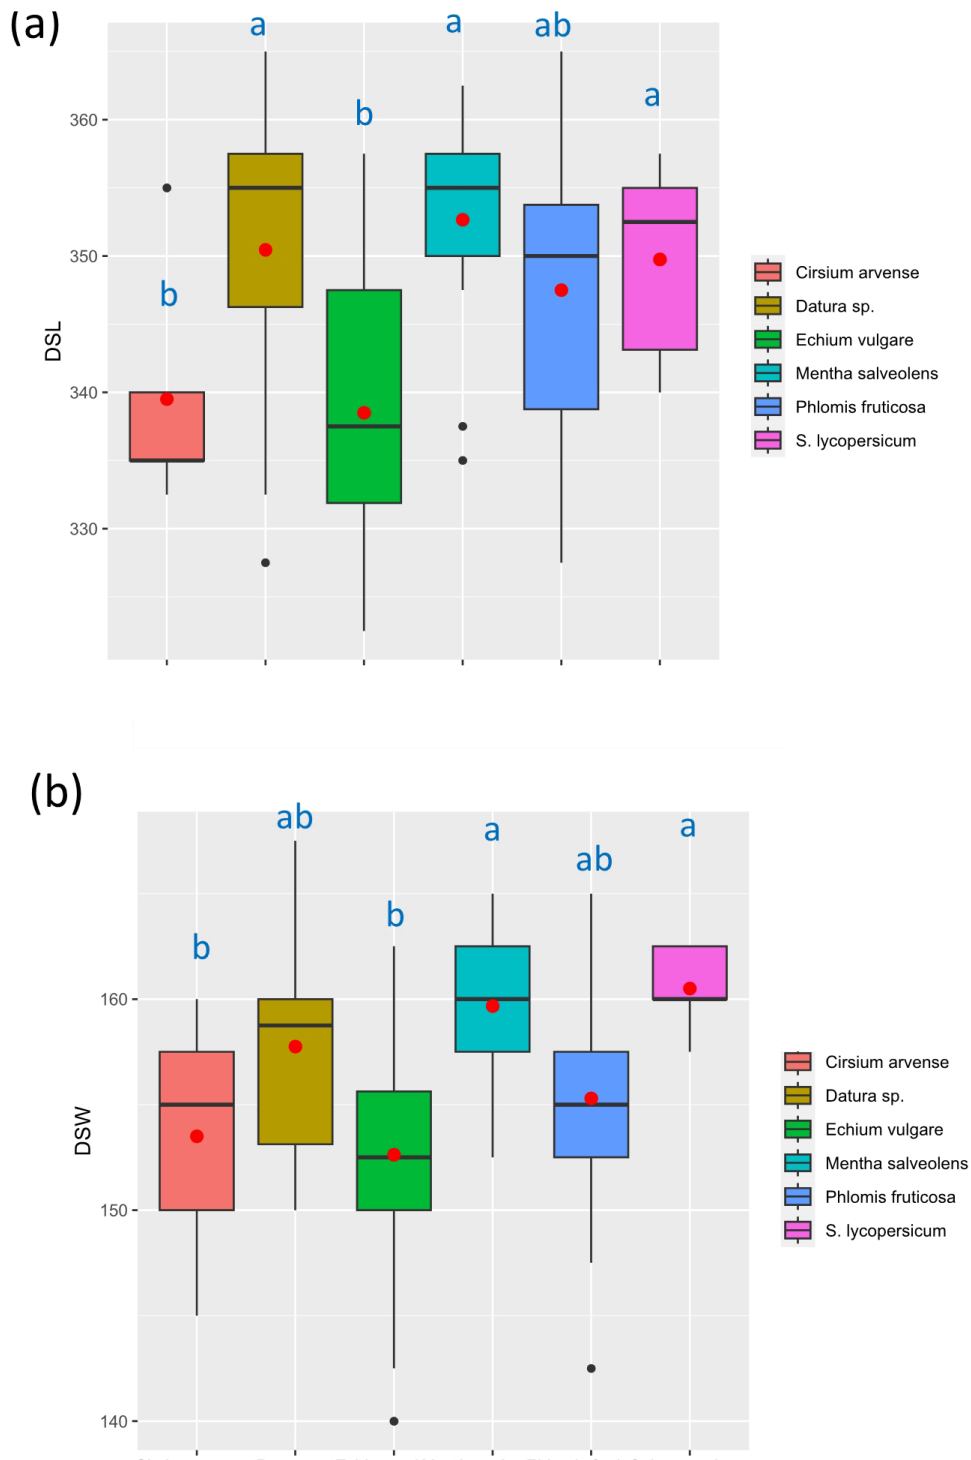 (a)
a
a
ab
b
a
b
360
350
340
330
DSL
Cirsium arvense
Datura sp.
Echium vulgare
Mentha salveolens
Phlomis fruticosa
S. lycopersicum
(b)
ab
a
a
b
ab
b
160
150
140
DSW
Cirsium arvense
Datura sp.
Echium vulgare
Mentha salveolens
Phlomis fruticosa
S. lycopersicum